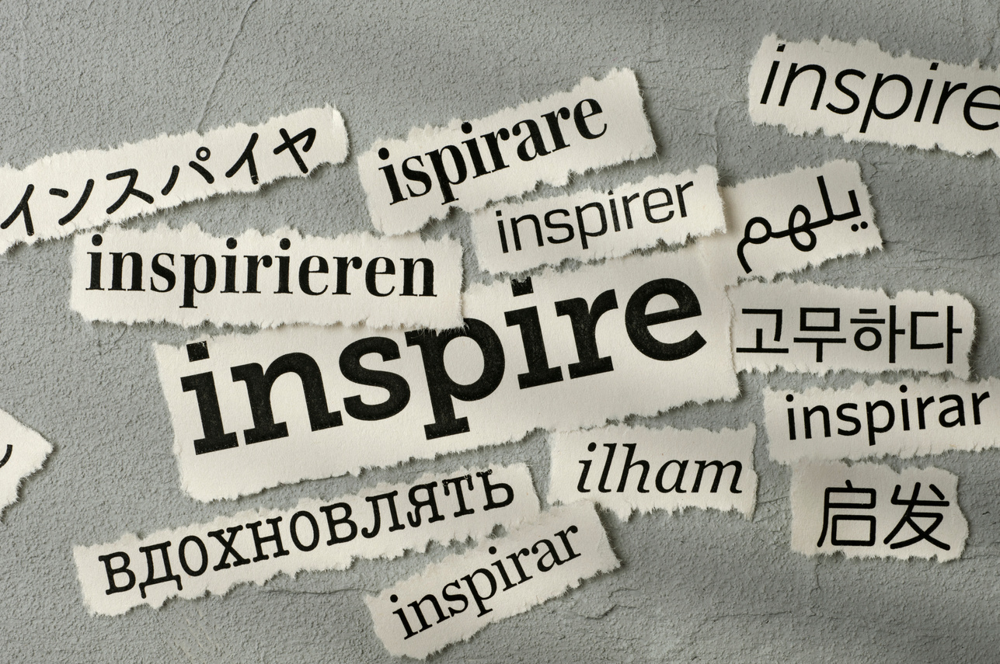 inspire
ispirare
インスパイヤ
inspirer
يلهم
inspirieren
inspire
고무하다
inspirar
ilham
启发
вдохновлять
inspirar